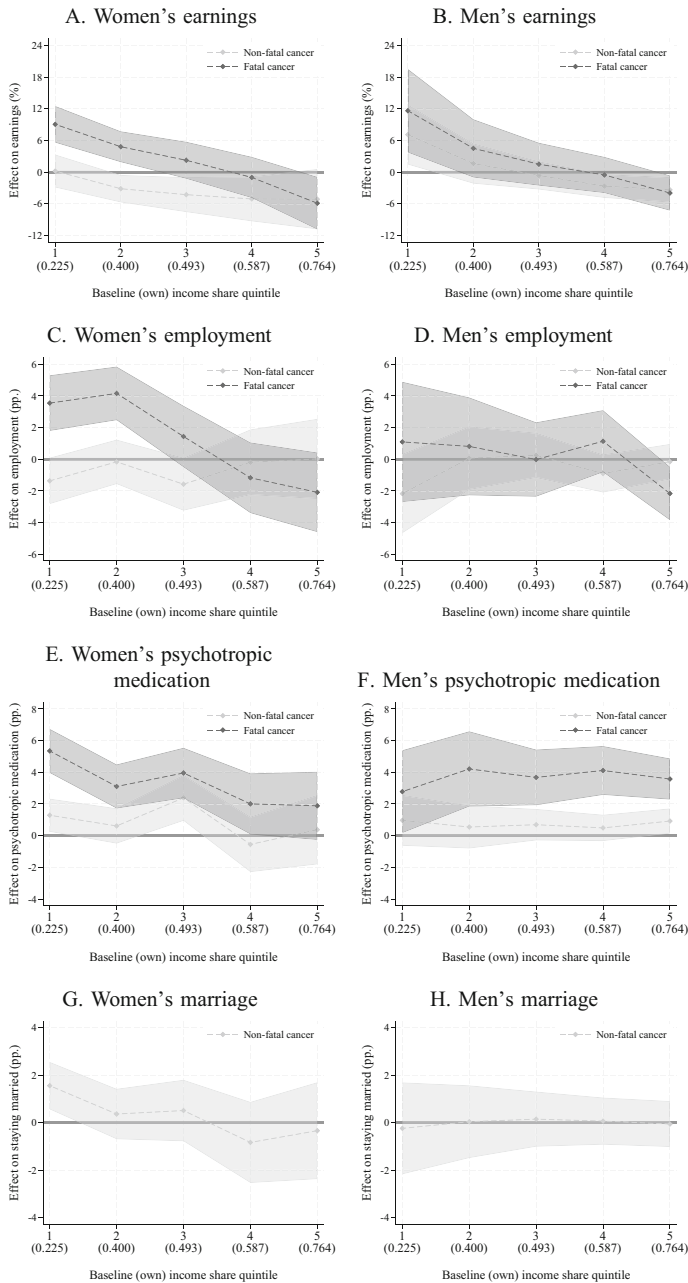 A. Women's earnings
Effect on earnings (%)
24
18
12
6
0
-6
-12
Non-fatal cancer
Fatal cancer
1 2 3 4 5
(0.225) (0.400) (0.493) (0.587) (0.764)
Baseline (own) income share quintile
B. Men's earnings
Effect on earnings (%)
24
18
12
6
0
-6
-12
Non-fatal cancer
Fatal cancer
1 2 3 4 5
(0.225) (0.400) (0.493) (0.587) (0.764)
Baseline (own) income share quintile
C. Women's employment
Effect on employment (pp.)
6
4
2
0
-2
-4
-6
Non-fatal cancer
Fatal cancer
1 2 3 4 5
(0.225) (0.400) (0.493) (0.587) (0.764)
Baseline (own) income share quintile
D. Men's employment
Effect on employment (pp.)
6
4
2
0
-2
-4
-6
Non-fatal cancer
Fatal cancer
1 2 3 4 5
(0.225) (0.400) (0.493) (0.587) (0.764)
Baseline (own) income share quintile
E. Women's psychotropic
medication
Effect on psychotropic medication (pp.)
8
6
4
2
0
-2
-4
Non-fatal cancer
Fatal cancer
1 2 3 4 5
(0.225) (0.400) (0.493) (0.587) (0.764)
Baseline (own) income share quintile
F. Men's psychotropic medication
Effect on psychotropic medication (pp.)
8
6
4
2
0
-2
-4
Non-fatal cancer
Fatal cancer
1 2 3 4 5
(0.225) (0.400) (0.493) (0.587) (0.764)
Baseline (own) income share quintile
G. Women's marriage
Effect on staying married (pp.)
4
2
0
-2
-4
Non-fatal cancer
1 2 3 4 5
(0.225) (0.400) (0.493) (0.587) (0.764)
Baseline (own) income share quintile
H. Men's marriage
Effect on staying married (pp.)
4
2
0
-2
-4
Non-fatal cancer
1 2 3 4 5
(0.225) (0.400) (0.493) (0.587) (0.764)
Baseline (own) income share quintile